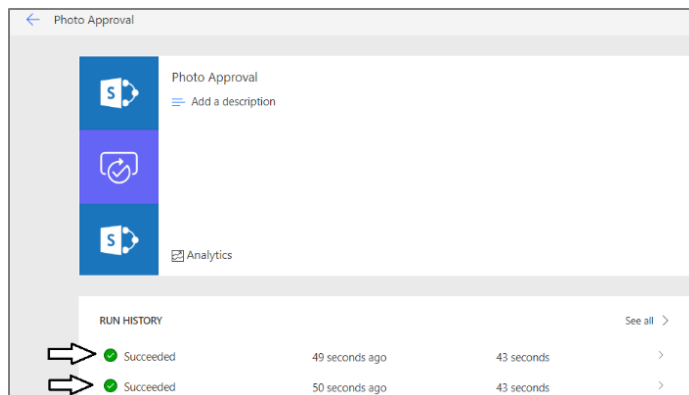 Photo Approval
Photo Approval
Add a description
Analytics
RUN HISTORY See all
Succeeded 49 seconds ago 43 seconds
Succeeded 50 seconds ago 43 seconds